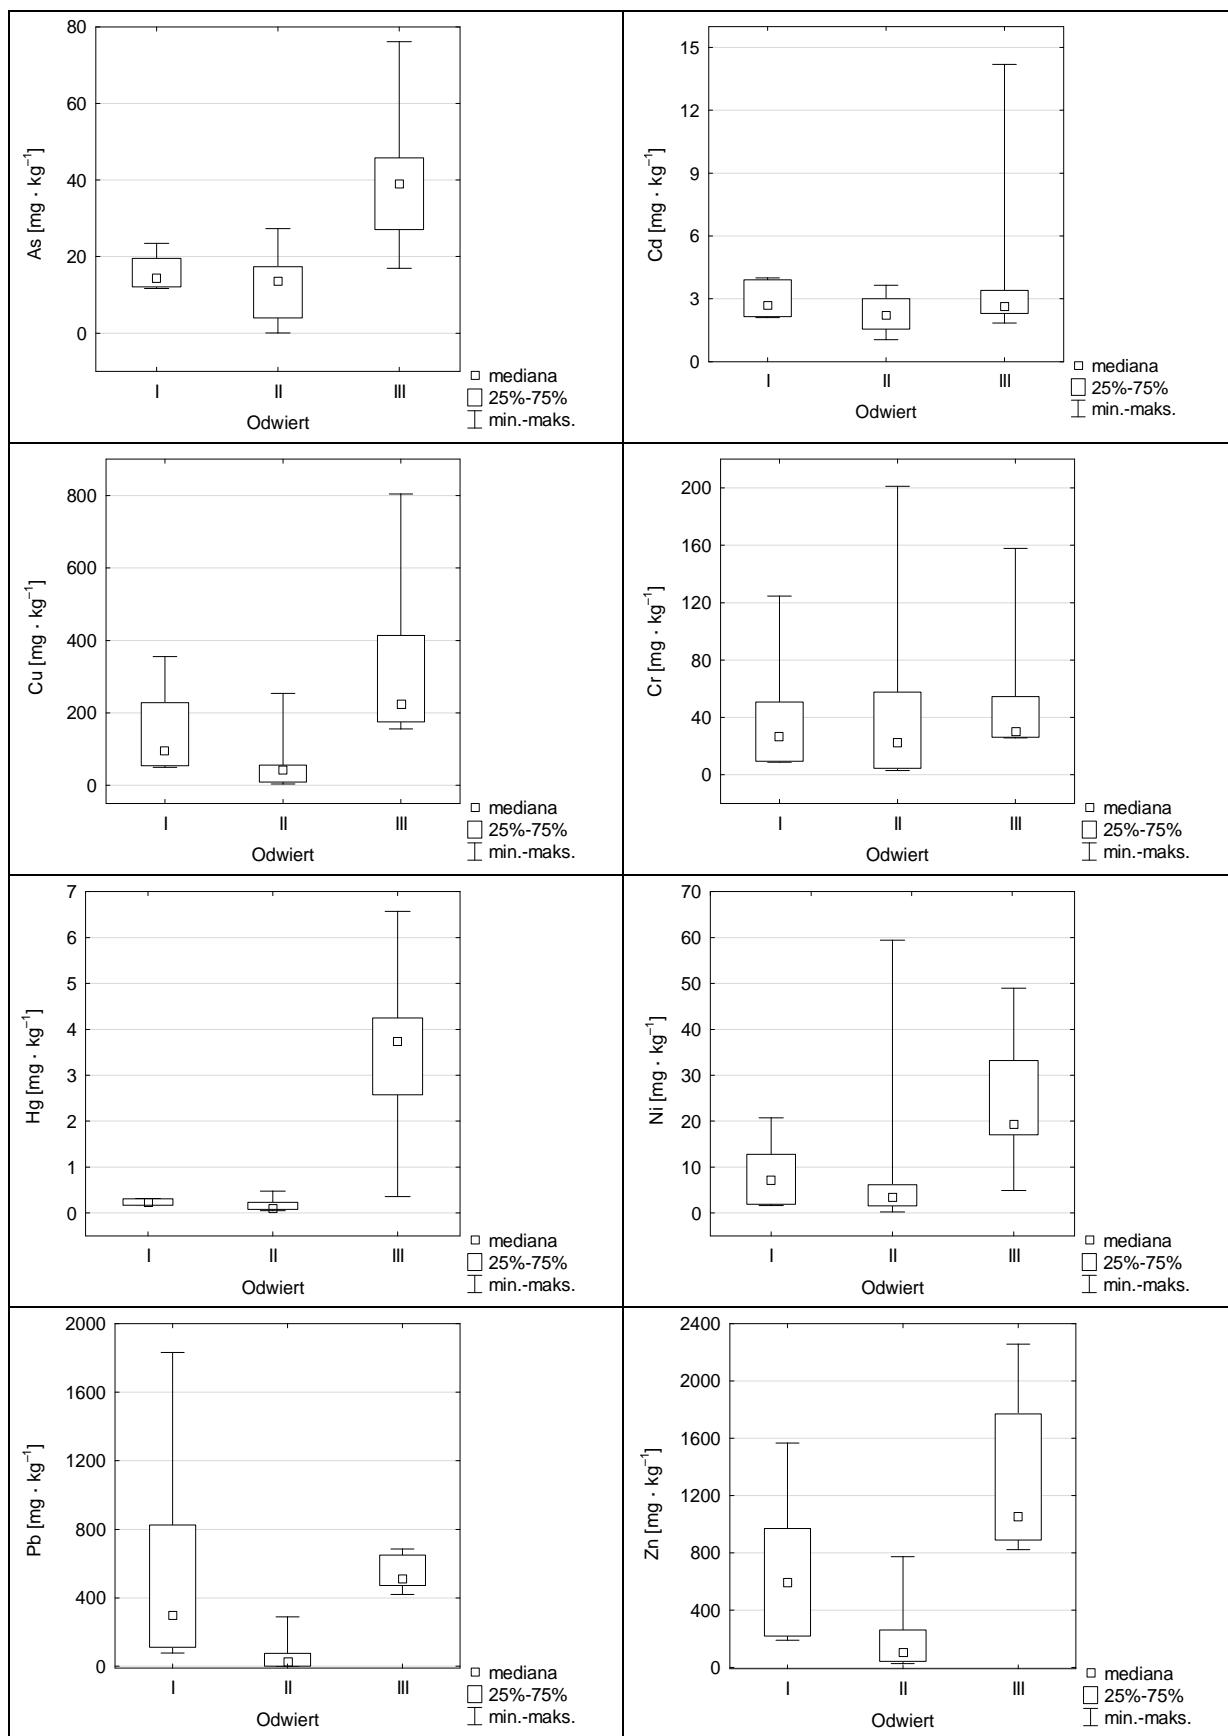 As [mg · kg⁻¹]
80
60
40
20
0
I II III
Odwiert
mediana
25%-75%
min.-maks.
Cd [mg · kg⁻¹]
15
12
9
6
3
0
I II III
Odwiert
mediana
25%-75%
min.-maks.
Cu [mg · kg⁻¹]
800
600
400
200
0
I II III
Odwiert
mediana
25%-75%
min.-maks.
Cr [mg · kg⁻¹]
200
160
120
80
40
0
I II III
Odwiert
mediana
25%-75%
min.-maks.
Hg [mg · kg⁻¹]
7
6
5
4
3
2
1
0
I II III
Odwiert
mediana
25%-75%
min.-maks.
Ni [mg · kg⁻¹]
70
60
50
40
30
20
10
0
I II III
Odwiert
mediana
25%-75%
min.-maks.
Pb [mg · kg⁻¹]
2000
1600
1200
800
400
0
I II III
Odwiert
mediana
25%-75%
min.-maks.
Zn [mg · kg⁻¹]
2400
2000
1600
1200
800
400
0
I II III
Odwiert
mediana
25%-75%
min.-maks.